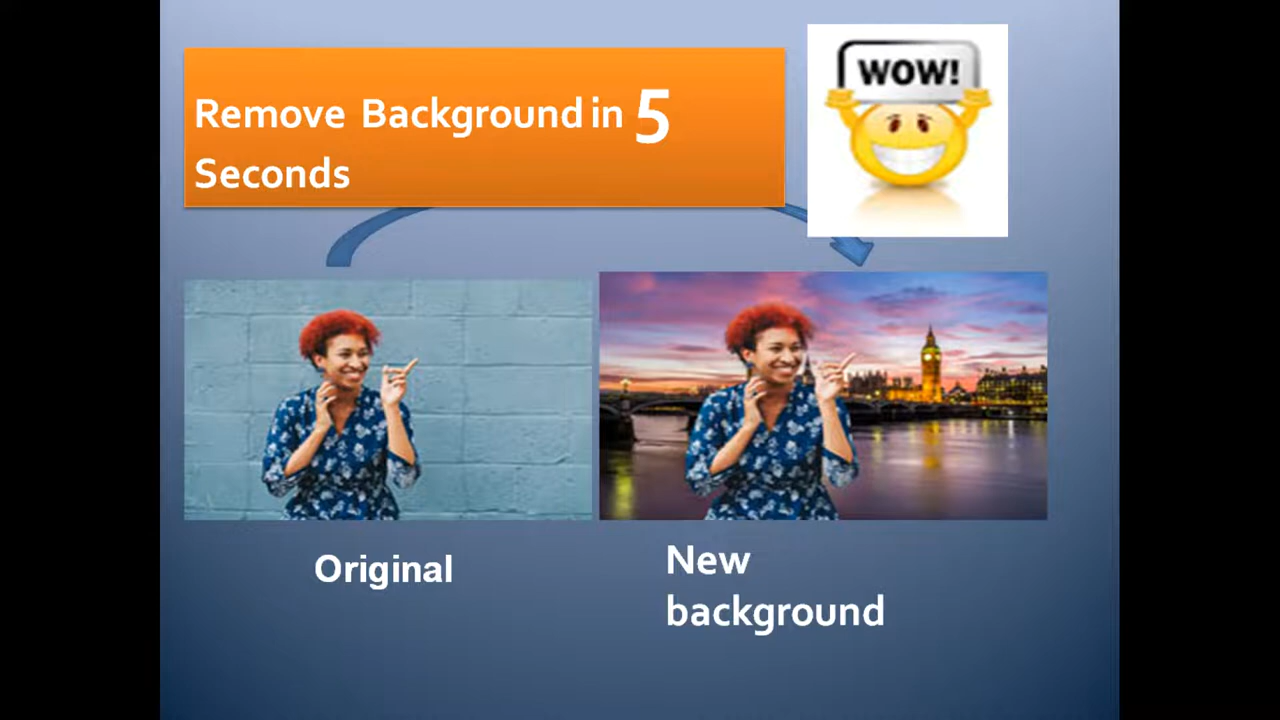 WOW!
Remove Background in 5
Seconds
Original
New
background